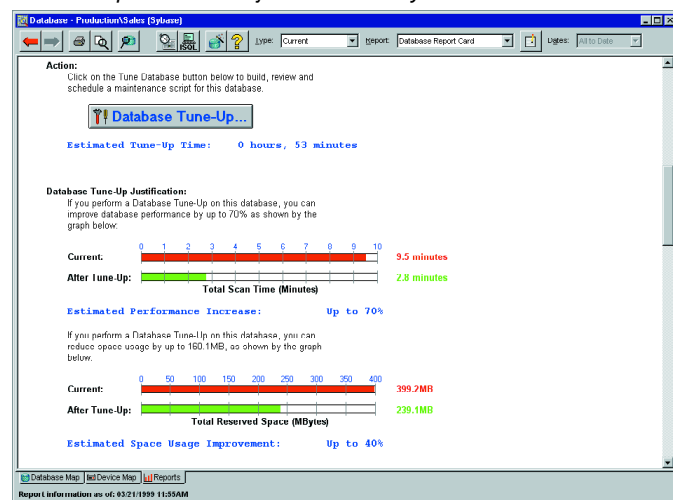 Database - Production\Sales (Sybase)
ISQL Type: Current Report: Database Report Card Dates: All to Date
Action:
Click on the Tune Database button below to build, review and
schedule a maintenance script for this database.
Database Tune-Up...
Estimated Tune-Up Time: 0 hours, 53 minutes
Database Tune-Up Justification:
If you perform a Database Tune-Up on this database, you can
improve database performance by up to 70% as shown by the
graph below:
0 1 2 3 4 5 6 7 8 9 10
Current: 9.5 minutes
After Tune-Up: 2.8 minutes
Total Scan Time (Minutes)
Estimated Performance Increase: Up to 70%
If you perform a Database Tune-Up on this database, you can
reduce space usage by up to 160.1MB, as shown by the graph
below.
0 50 100 150 200 250 300 350 400
Current: 399.2MB
After Tune-Up: 239.1MB
Total Reserved Space (MBytes)
Estimated Space Usage Improvement: Up to 40%
Database Map Device Map Reports
Report information as of: 03/21/1999 11:55AM